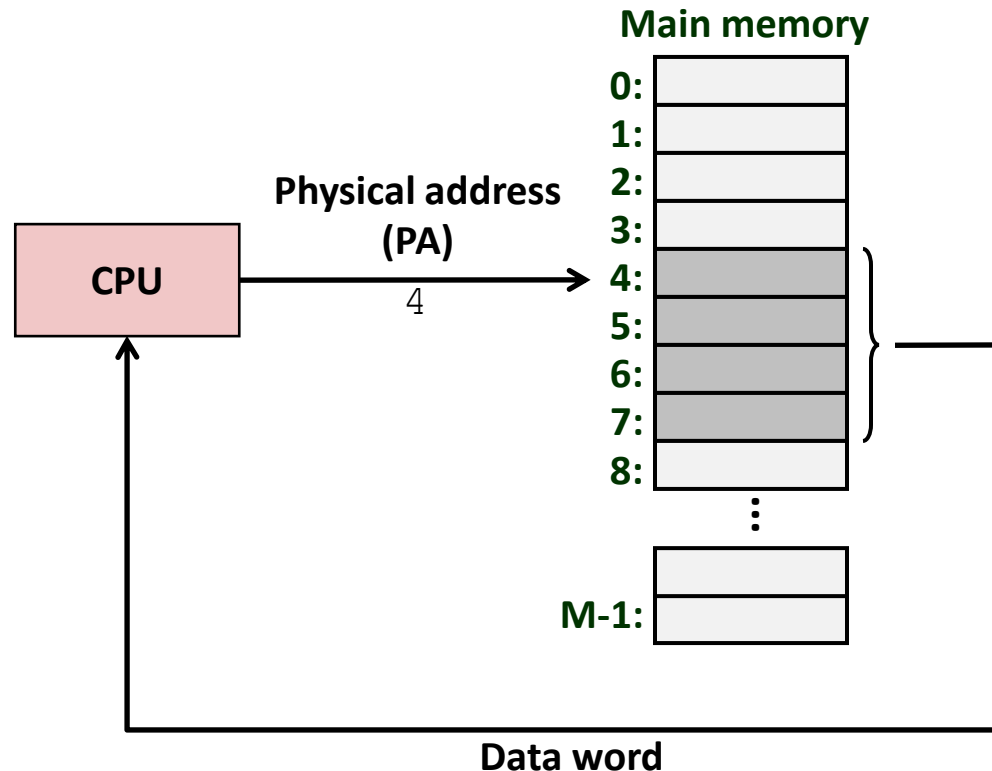 Main memory
0:
1:
2:
Physical address
(PA)
3:
CPU
4
4:
5:
6:
7:
8:
⋮
M-1:
Data word